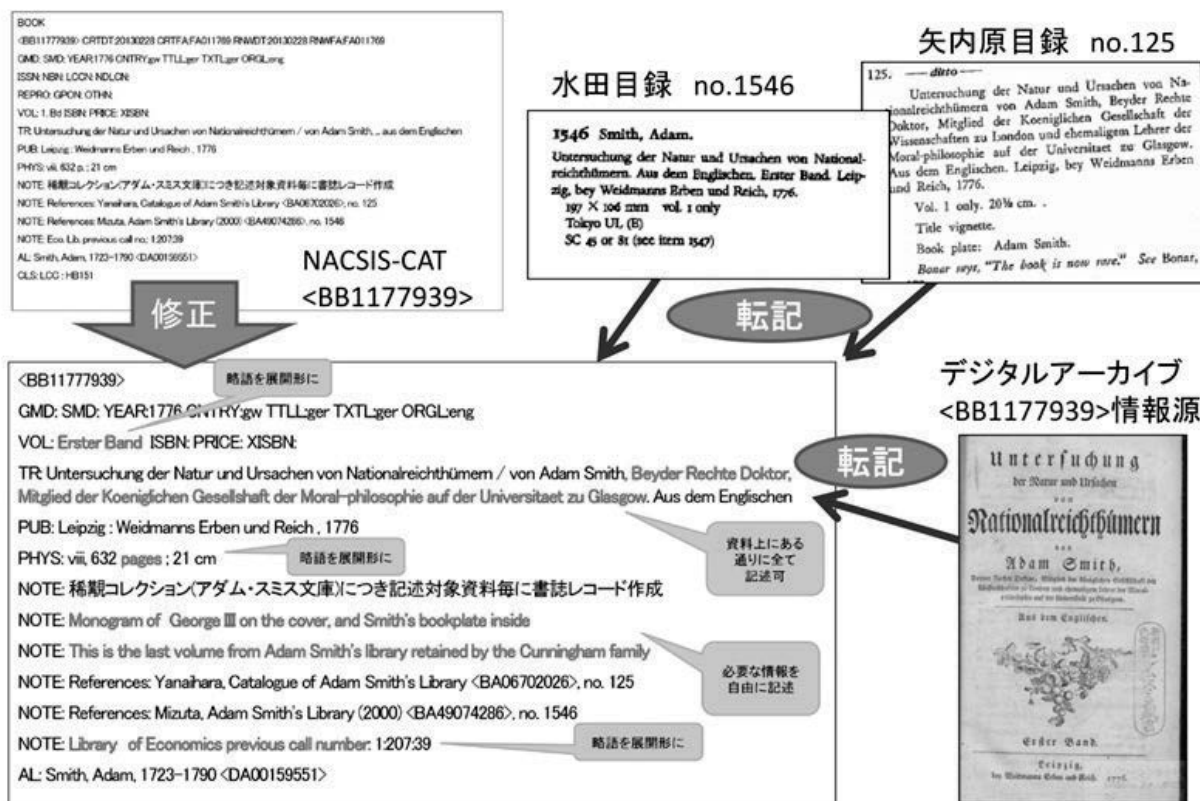 BOOK
<BB11777939> CRTDT:20130228 CRTFA:FA011769 RNWDT:20130228 RNWFA:FA011769
GMD: SMD: YEAR:1776 CNTRY:gw TTLL:ger TXTL:ger ORGL:eng
ISSN: NBN: LCCN: NDLCN:
REPRO: GPON: OTHN:
VOL: 1. Bd ISBN: PRICE: XISBN:
TR: Untersuchung der Natur und Ursachen von Nationalreichthümern / von Adam Smith, .. aus dem Englischen
PUB: Leipzig : Weidmanns Erben und Reich , 1776
PHYS: viii, 632 p. ; 21 cm
NOTE: 稀覯コレクション(アダム・スミス文庫)につき記述対象資料毎に書誌レコード作成
NOTE: References: Yanaihara, Catalogue of Adam Smith's Library <BA06702026>, no. 125
NOTE: References: Mizuta, Adam Smith's Library (2000) <BA49074286>, no. 1546
NOTE: Eco. Lib. previous call no.: 1:207:39
AL: Smith, Adam, 1723-1790 <DA00159551>
CLS: LCC : HB151
NACSIS-CAT
<BB1177939>
修正
水田目録 no.1546
1546 Smith, Adam.
Untersuchung der Natur und Ursachen von National-
reichthümern. Aus dem Englischen. Erster Band. Leip-
zig, bey Weidmanns Erben und Reich, 1776.
197 × 106 mm vol. 1 only
Tokyo UL (E)
SC 45 or 81 (see item 1547)
矢内原目録 no.125
125. — ditto —
Untersuchung der Natur und Ursachen von Na-
ionalreichthümern von Adam Smith, Beyder Rechte
Doktor, Mitglied der Koeniglichen Gesellschaft der
Wissenschaften zu London und ehemaligem Lehrer der
Moral-philosophie auf der Universitaet zu Glasgow.
Aus dem Englischen. Leipzig, bey Weidmanns Erben
und Reich, 1776.
Vol. 1 only. 20¾ cm. .
Title vignette.
Book plate: Adam Smith.
Bonar says, "The book is now rare." See Bonar,
転記
<BB11777939>
略語を展開形に
GMD: SMD: YEAR:1776 CNTRY:gw TTLL:ger TXTL:ger ORGL:eng
VOL: Erster Band ISBN: PRICE: XISBN:
TR: Untersuchung der Natur und Ursachen von Nationalreichthümern / von Adam Smith, Beyder Rechte Doktor,
Mitglied der Koeniglichen Gesellshaft der Moral-philosophie auf der Universitaet zu Glasgow. Aus dem Englischen
PUB: Leipzig : Weidmanns Erben und Reich , 1776
PHYS: viii, 632 pages ; 21 cm
略語を展開形に
資料上にある
通りに全て
記述可
NOTE: 稀覯コレクション(アダム・スミス文庫)につき記述対象資料毎に書誌レコード作成
NOTE: Monogram of George Ⅲ on the cover, and Smith's bookplate inside
NOTE: This is the last volume from Adam Smith's library retained by the Cunningham family
必要な情報を
自由に記述
NOTE: References: Yanaihara, Catalogue of Adam Smith's Library <BA06702026>, no. 125
NOTE: References: Mizuta, Adam Smith's Library (2000) <BA49074286>, no. 1546
NOTE: Library of Economics previous call number: 1:207:39
略語を展開形に
AL: Smith, Adam, 1723-1790 <DA00159551>
転記
デジタルアーカイブ
<BB1177939>情報源
Untersuchung
der Natur und Ursachen
von
Nationalreichthümern
von
Adam Smith,
Aus dem Englischen.
Erster Band.
Leipzig,
bey Weidmanns Erben und Reich. 1776.